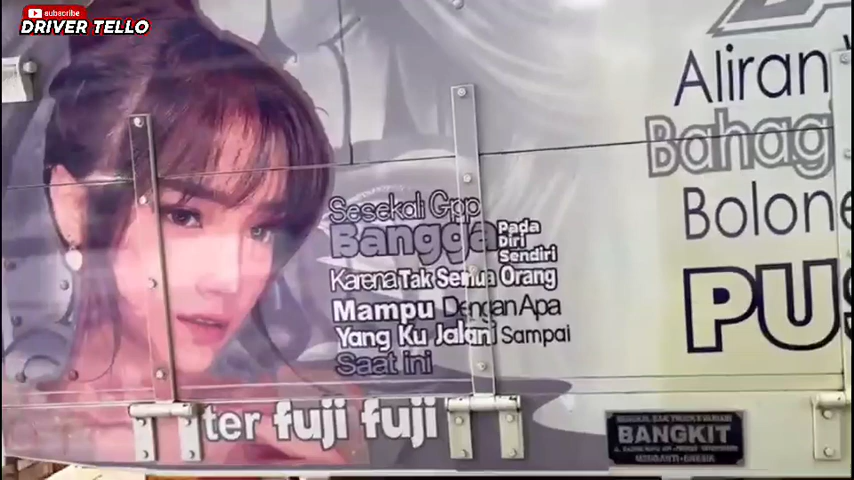 subscribe
DRIVER TELLO
Aliran
Bahag
Bolone
PUS
Sesekali Gpp
Bangga Pada
Diri
Sendiri
Karena Tak Semua Orang
Mampu Dengan Apa
Yang Ku Jalani Sampai
Saat ini
ter fuji fuji
BANGKIT